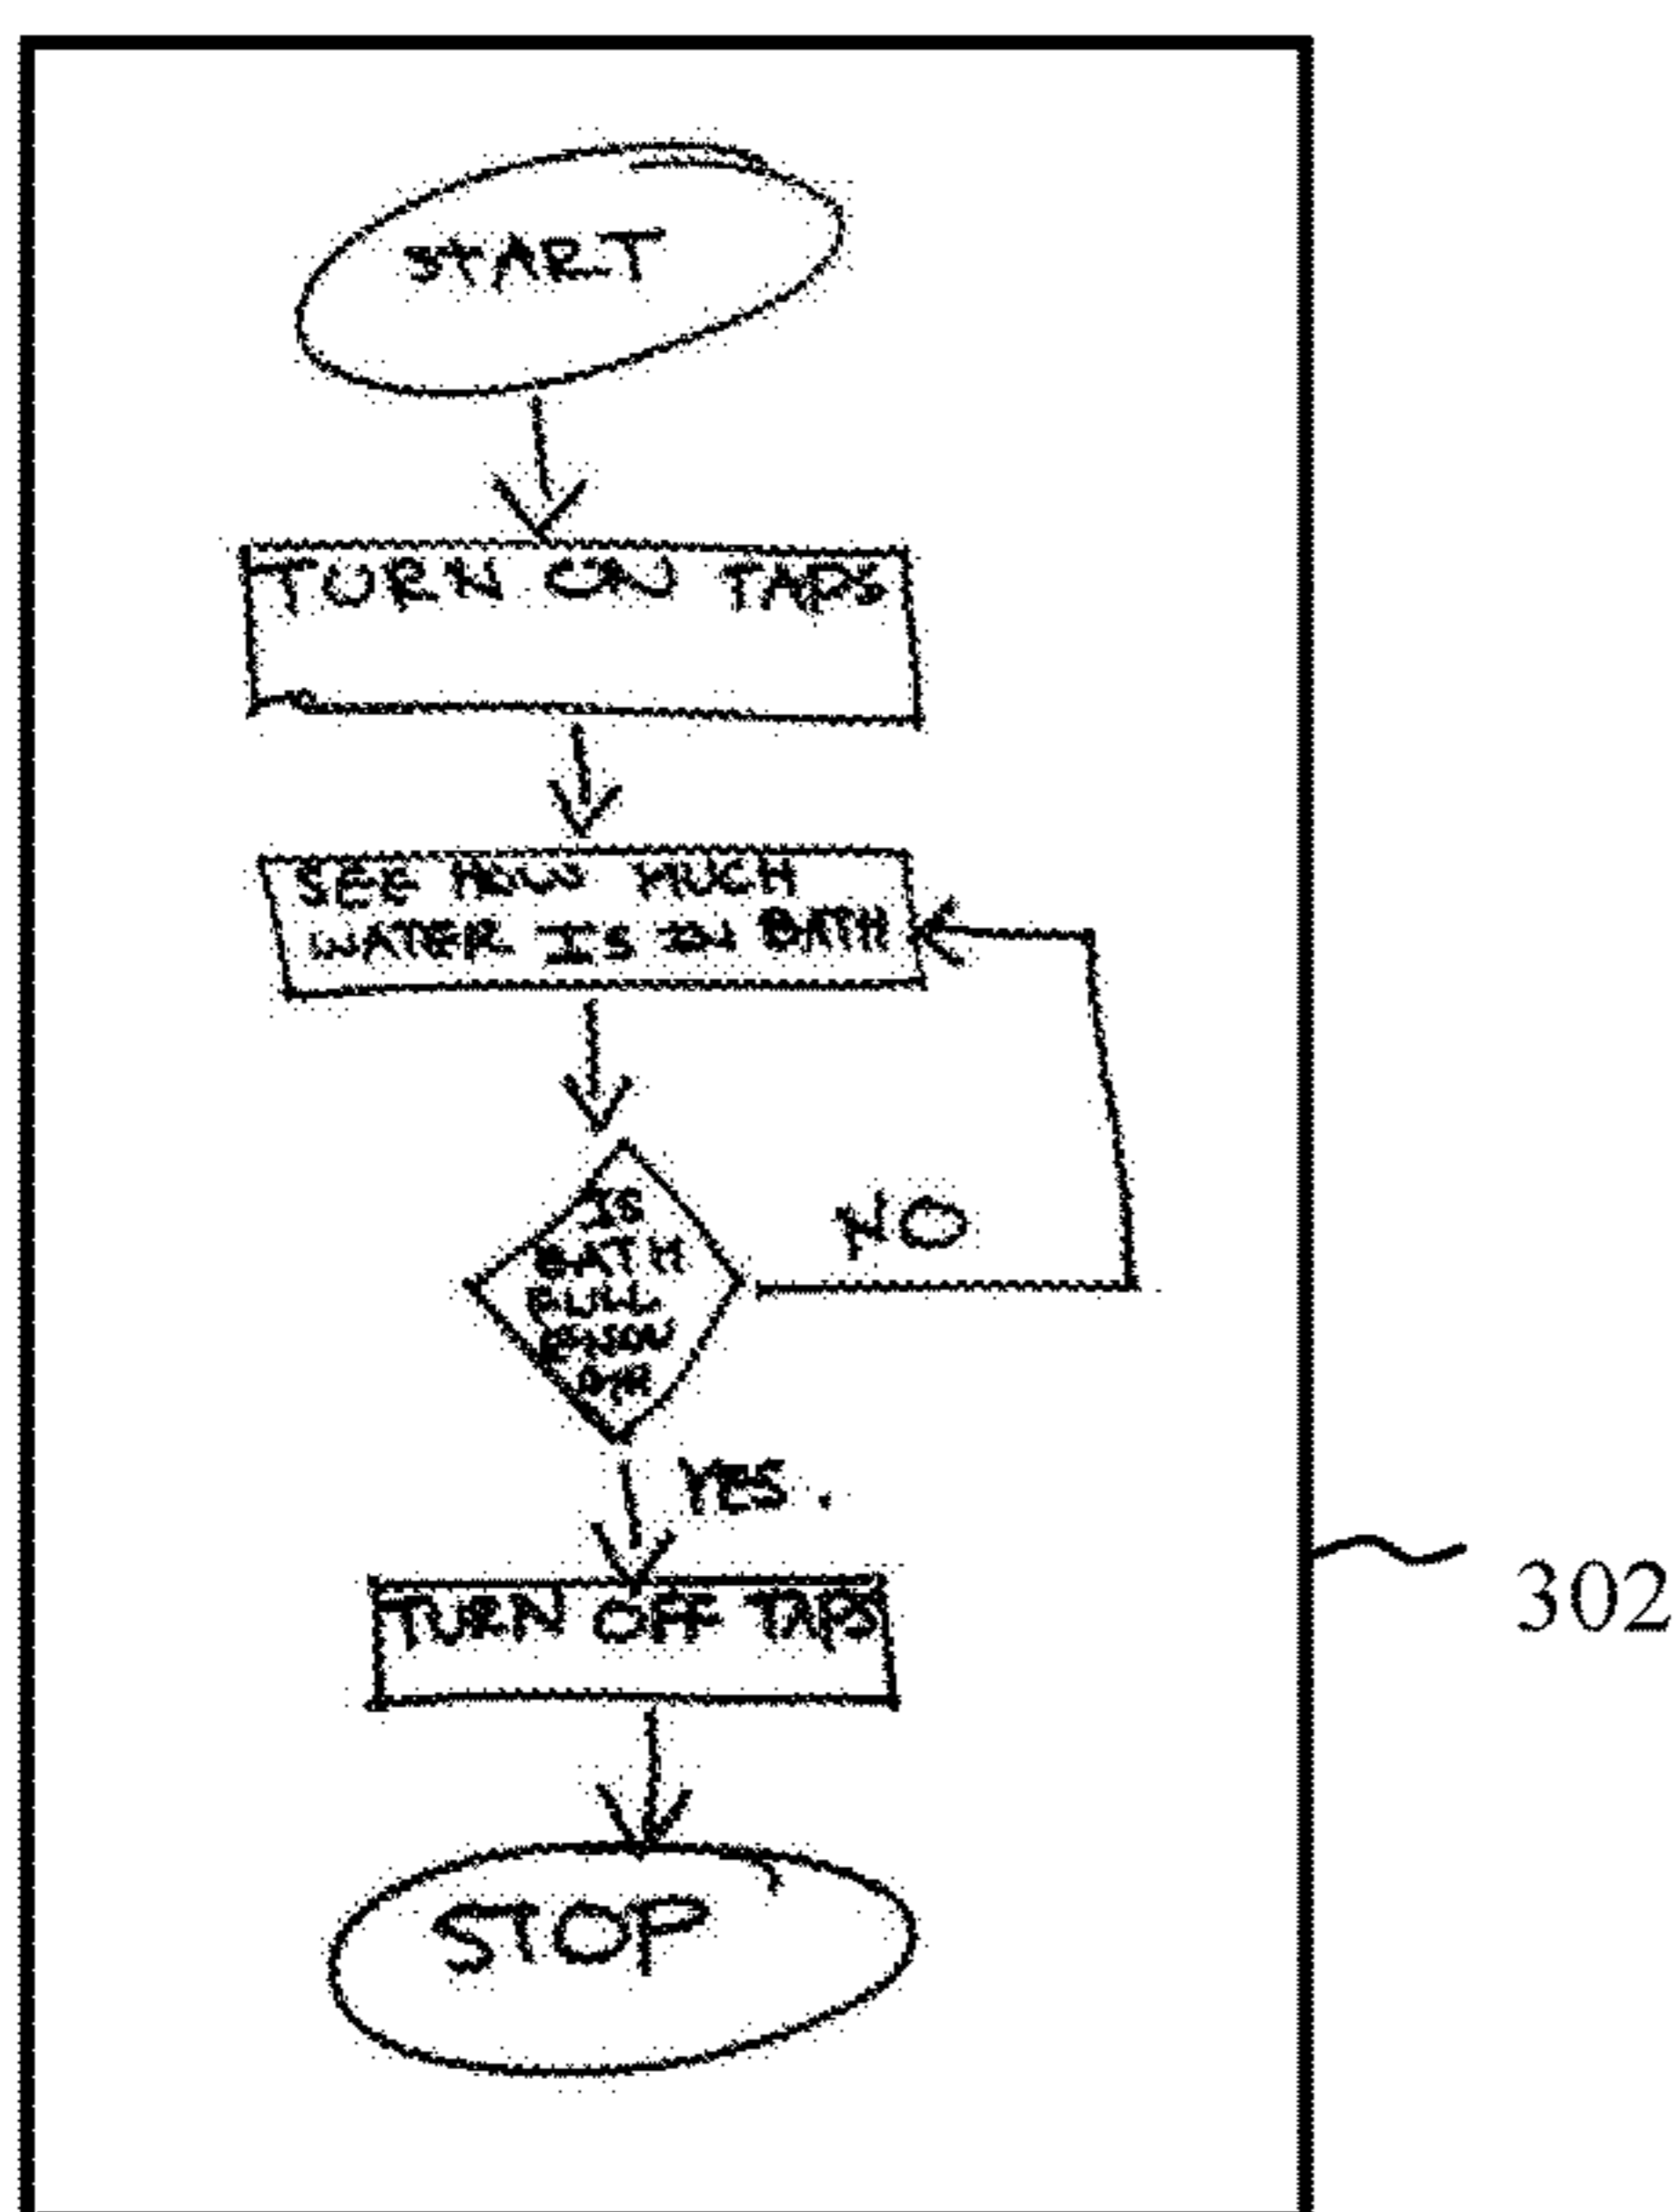 START
TURN ON TAPS
SEE HOW MUCH
WATER IS IN BATH
IS
BATH
FULL
NO
YES.
TURN OFF TAPS
302
STOP